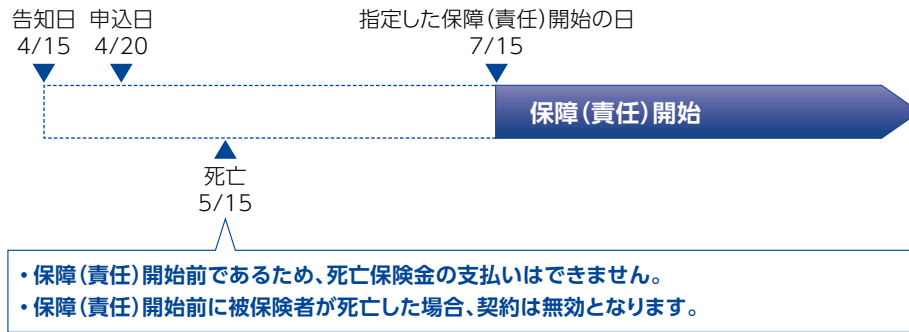 告知日 申込日 指定した保障(責任)開始の日
4/15 4/20 7/15
保障(責任)開始
死亡
5/15
・保障(責任)開始前であるため、死亡保険金の支払いはできません。
・保障(責任)開始前に被保険者が死亡した場合、契約は無効となります。